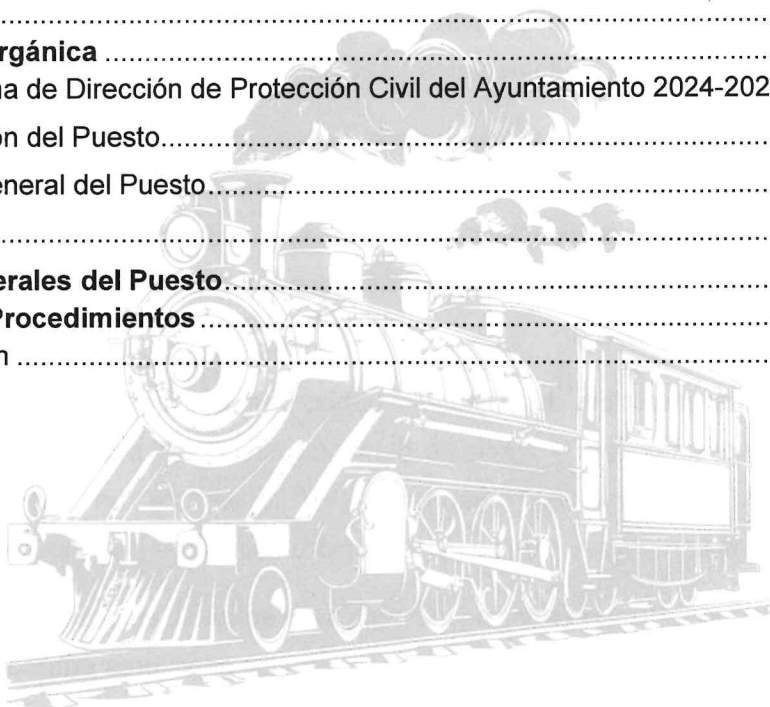 rgánica
na de Dirección de Protección Civil del Ayuntamiento 2024-202
ón del Puesto
eneral del Puesto
erales del Puesto
Procedimientos
n